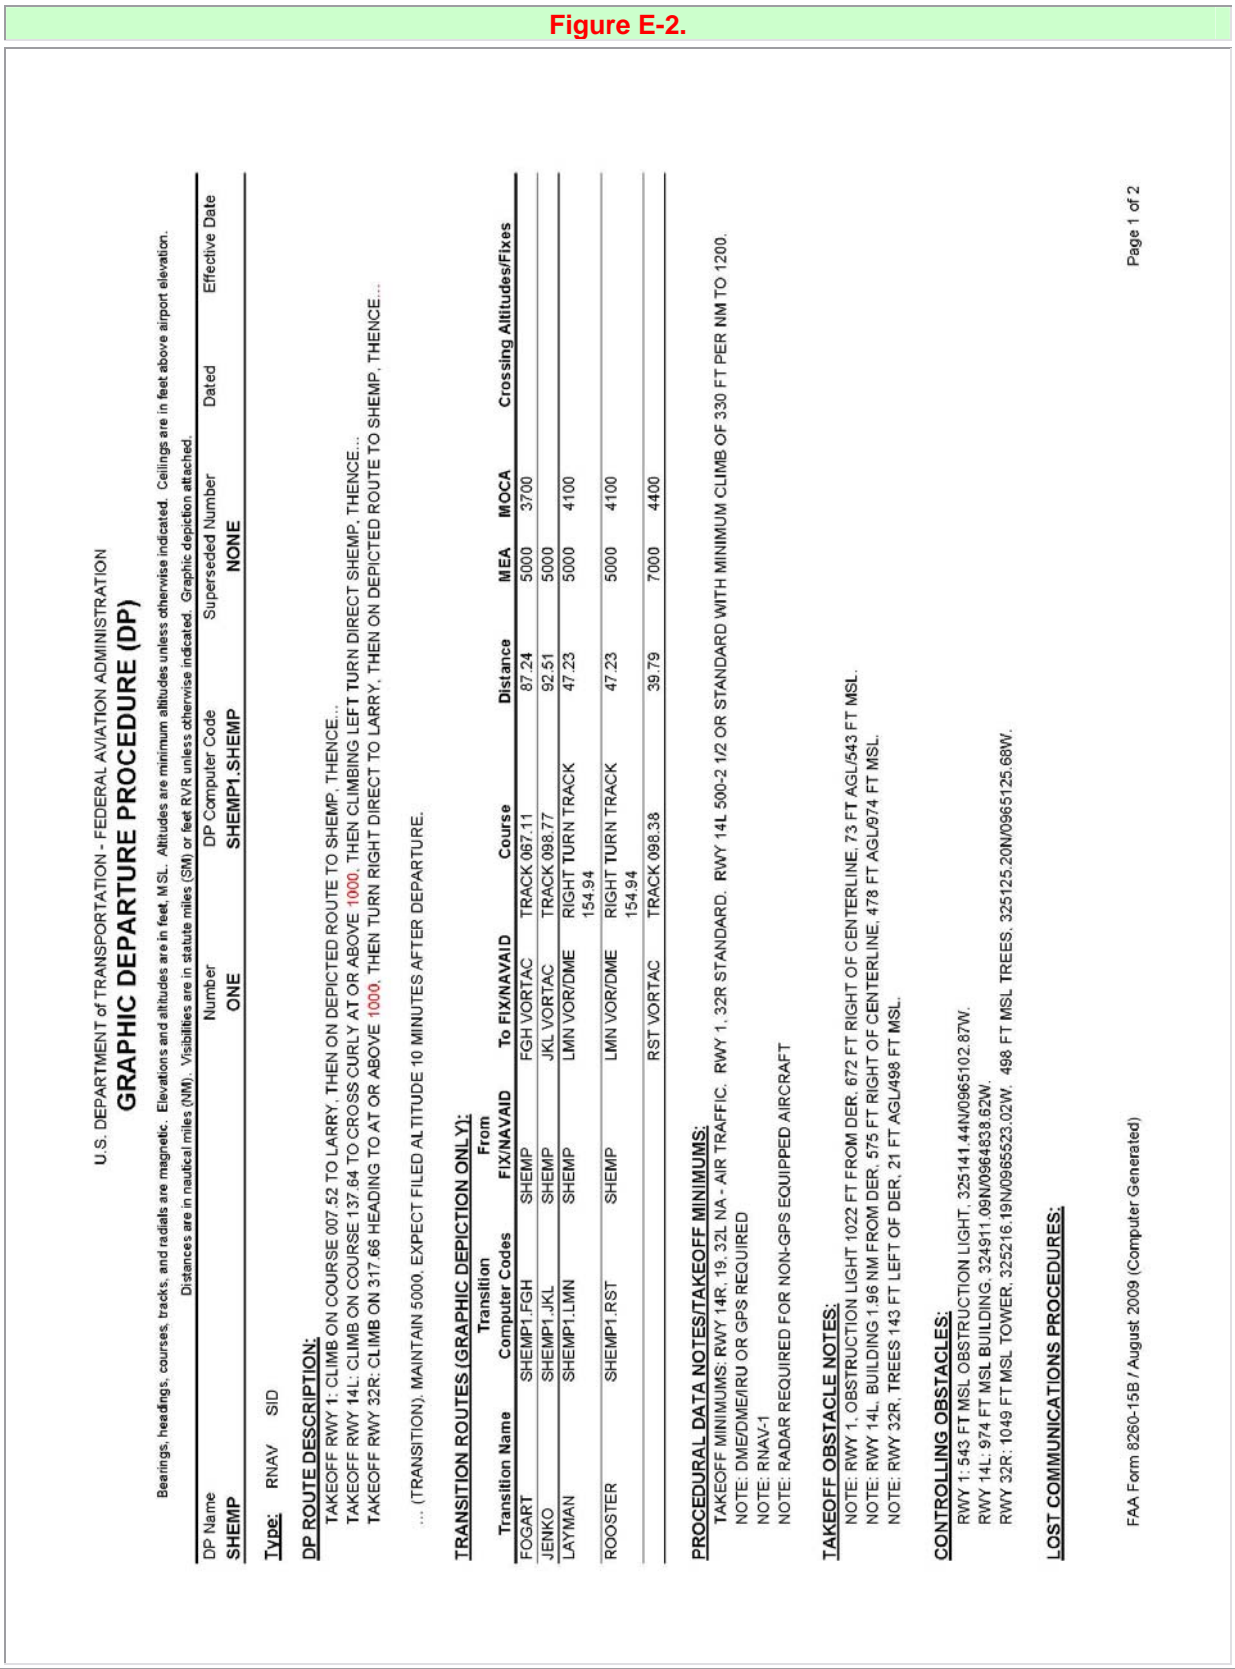 Figure E-2.
U.S. DEPARTMENT of TRANSPORTATION - FEDERAL AVIATION ADMINISTRATION
GRAPHIC DEPARTURE PROCEDURE (DP)
Bearings, headings, courses, tracks, and radials are magnetic. Elevations and altitudes are in feet, MSL. Altitudes are minimum altitudes unless otherwise indicated. Ceilings are in feet above airport elevation.
Distances are in nautical miles (NM). Visibilities are in statute miles (SM) or feet RVR unless otherwise indicated. Graphic depiction attached.
DP Name Number DP Computer Code Superseded Number Dated Effective Date
SHEMP ONE SHEMP1.SHEMP NONE
Type: RNAV SID
DP ROUTE DESCRIPTION:
TAKEOFF RWY 1: CLIMB ON COURSE 007.52 TO LARRY, THEN ON DEPICTED ROUTE TO SHEMP, THENCE...
TAKEOFF RWY 14L: CLIMB ON COURSE 137.64 TO CROSS CURLY AT OR ABOVE 1000, THEN CLIMBING LEFT TURN DIRECT SHEMP, THENCE...
TAKEOFF RWY 32R: CLIMB ON 317.66 HEADING TO AT OR ABOVE 1000, THEN TURN RIGHT DIRECT TO LARRY, THEN ON DEPICTED ROUTE TO SHEMP, THENCE...
... (TRANSITION). MAINTAIN 5000, EXPECT FILED ALTITUDE 10 MINUTES AFTER DEPARTURE.
TRANSITION ROUTES (GRAPHIC DEPICTION ONLY):
Transition From
Transition Name Computer Codes FIX/NAVAID To FIX/NAVAID Course Distance MEA MOCA Crossing Altitudes/Fixes
FOGART SHEMP1.FGH SHEMP FGH VORTAC TRACK 067.11 87.24 5000 3700
JENKO SHEMP1.JKL SHEMP JKL VORTAC TRACK 098.77 92.51 5000
LAYMAN SHEMP1.LMN SHEMP LMN VOR/DME RIGHT TURN TRACK 47.23 5000 4100
154.94
ROOSTER SHEMP1.RST SHEMP LMN VOR/DME RIGHT TURN TRACK 47.23 5000 4100
154.94
RST VORTAC TRACK 098.38 39.79 7000 4400
PROCEDURAL DATA NOTES/TAKEOFF MINIMUMS:
TAKEOFF MINIMUMS: RWY 14R, 19, 32L NA - AIR TRAFFIC. RWY 1, 32R STANDARD. RWY 14L 500-2 1/2 OR STANDARD WITH MINIMUM CLIMB OF 330 FT PER NM TO 1200.
NOTE: DME/DME/IRU OR GPS REQUIRED
NOTE: RNAV-1
NOTE: RADAR REQUIRED FOR NON-GPS EQUIPPED AIRCRAFT
TAKEOFF OBSTACLE NOTES:
NOTE: RWY 1, OBSTRUCTION LIGHT 1022 FT FROM DER, 672 FT RIGHT OF CENTERLINE, 73 FT AGL/543 FT MSL.
NOTE: RWY 14L, BUILDING 1.96 NM FROM DER, 575 FT RIGHT OF CENTERLINE, 478 FT AGL/974 FT MSL.
NOTE: RWY 32R, TREES 143 FT LEFT OF DER, 21 FT AGL/498 FT MSL.
CONTROLLING OBSTACLES:
RWY 1: 543 FT MSL OBSTRUCTION LIGHT, 325141.44N/0965102.87W.
RWY 14L: 974 FT MSL BUILDING, 324911.09N/0964838.62W.
RWY 32R: 1049 FT MSL TOWER, 325216.19N/0965523.02W. 498 FT MSL TREES, 325125.20N/0965125.68W.
LOST COMMUNICATIONS PROCEDURES:
FAA Form 8260-15B / August 2009 (Computer Generated) Page 1 of 2